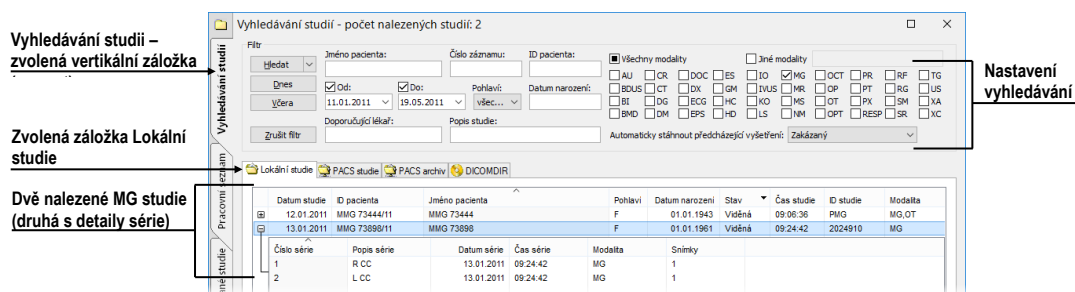 Vyhledávání studií - počet nalezených studií: 2
Vyhledávání studii –
zvolená vertikální záložka
Zvolená záložka Lokální
studie
Dvě nalezené MG studie
(druhá s detaily série)
Nastavení
vyhledávání
Vyhledávání studií
Pracovní seznam
studie
Filtr
Hledat
Dnes
Včera
Zrušit filtr
Jméno pacienta: Číslo záznamu: ID pacienta:
Od: Do: Pohlaví: Datum narození:
11.01.2011 19.05.2011 všec...
Doporučující lékař: Popis studie:
Všechny modality Jiné modality
AU CR DOC ES IO MG OCT PR RF TG
BDUS CT DX GM IVUS MR OP PT RG US
BI DG ECG HC KO MS OT PX SM XA
BMD DM EPS HD LS NM OPT RESP SR XC
Automaticky stáhnout předcházející vyšetření: Zakázaný
Lokální studie PACS studie PACS archiv DICOMDIR
Datum studie ID pacienta Jméno pacienta Pohlaví Datum narození Stav Čas studie ID studie Modalita
12.01.2011 MMG 73444/11 MMG 73444 F 01.01.1943 Viděná 09:06:36 PMG MG,OT
13.01.2011 MMG 73898/11 MMG 73898 F 01.01.1961 Viděná 09:24:42 2024910 MG
Číslo série Popis série Datum série Čas série Modalita Snímky
1 R CC 13.01.2011 09:24:42 MG 1
2 L CC 13.01.2011 09:24:42 MG 1